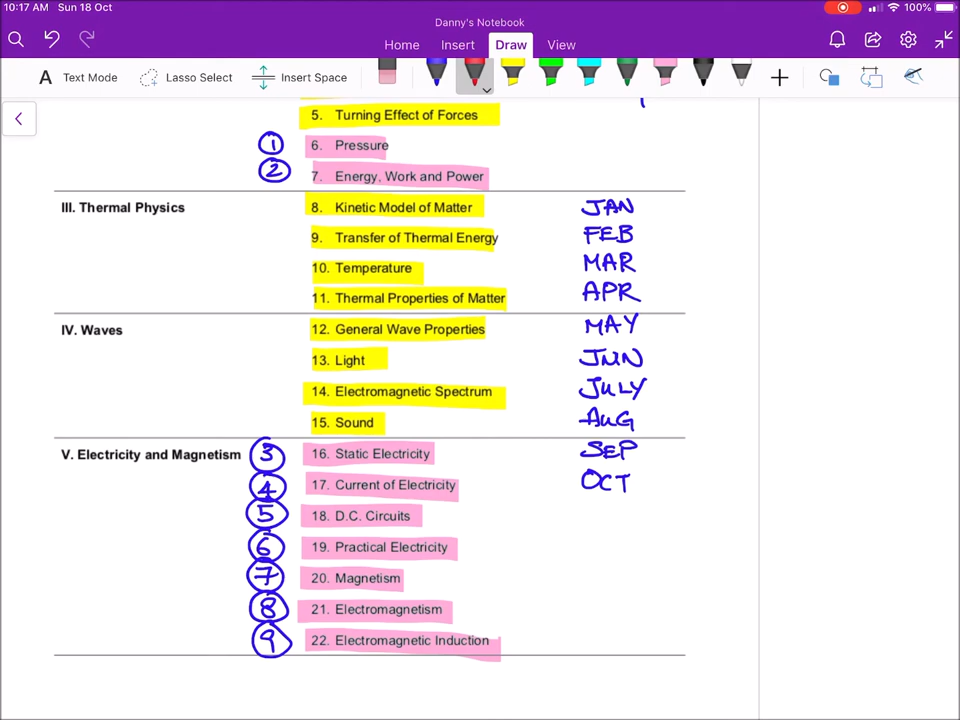 10:17 AM Sun 18 Oct 100%
Danny's Notebook
Home Insert Draw View
A Text Mode Lasso Select Insert Space
5. Turning Effect of Forces
1 6. Pressure
2 7. Energy, Work and Power
III. Thermal Physics 8. Kinetic Model of Matter JAN
9. Transfer of Thermal Energy FEB
10. Temperature MAR
11. Thermal Properties of Matter APR
IV. Waves 12. General Wave Properties MAY
13. Light JUN
14. Electromagnetic Spectrum JULY
15. Sound AUG
V. Electricity and Magnetism 3 16. Static Electricity SEP
4 17. Current of Electricity OCT
5 18. D.C. Circuits
6 19. Practical Electricity
7 20. Magnetism
8 21. Electromagnetism
9 22. Electromagnetic Induction